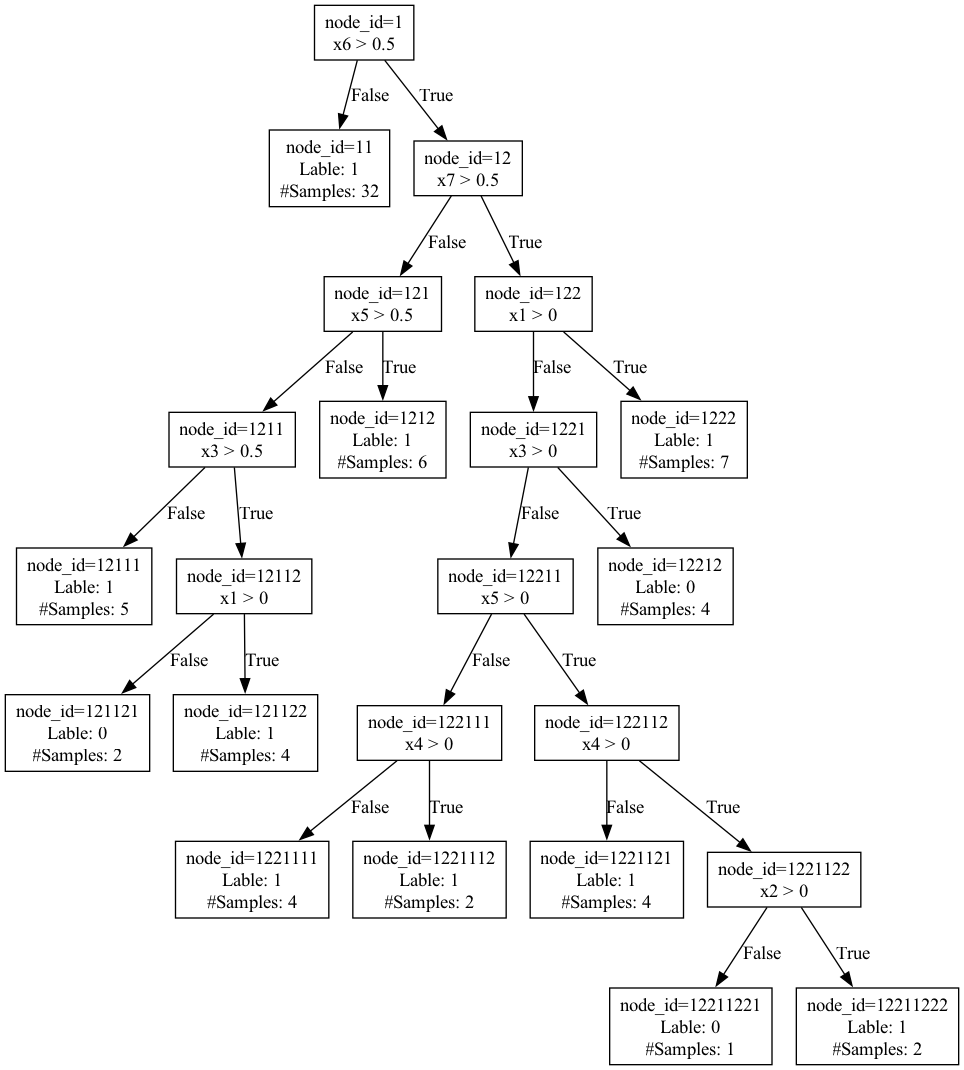 node_id=1
x6 > 0.5
False
True
node_id=11
Lable: 1
#Samples: 32
node_id=12
x7 > 0.5
False
True
node_id=121
x5 > 0.5
node_id=122
x1 > 0
False
True
False
True
node_id=1211
x3 > 0.5
node_id=1212
Lable: 1
#Samples: 6
node_id=1221
x3 > 0
node_id=1222
Lable: 1
#Samples: 7
False
True
False
True
node_id=12111
Lable: 1
#Samples: 5
node_id=12112
x1 > 0
node_id=12211
x5 > 0
node_id=12212
Lable: 0
#Samples: 4
False
True
False
True
node_id=121121
Lable: 0
#Samples: 2
node_id=121122
Lable: 1
#Samples: 4
node_id=122111
x4 > 0
node_id=122112
x4 > 0
False
True
False
True
node_id=1221111
Lable: 1
#Samples: 4
node_id=1221112
Lable: 1
#Samples: 2
node_id=1221121
Lable: 1
#Samples: 4
node_id=1221122
x2 > 0
False
True
node_id=12211221
Lable: 0
#Samples: 1
node_id=12211222
Lable: 1
#Samples: 2